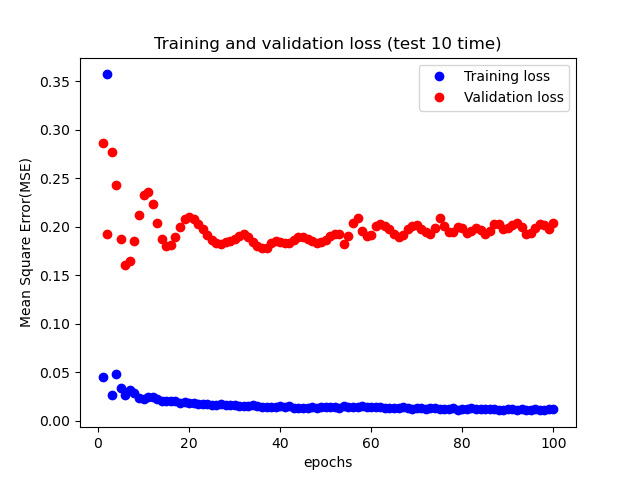 Training and validation loss (test 10 time)
Training loss
Validation loss
Mean Square Error(MSE)
0.35
0.30
0.25
0.20
0.15
0.10
0.05
0.00
0 20 40 60 80 100
epochs